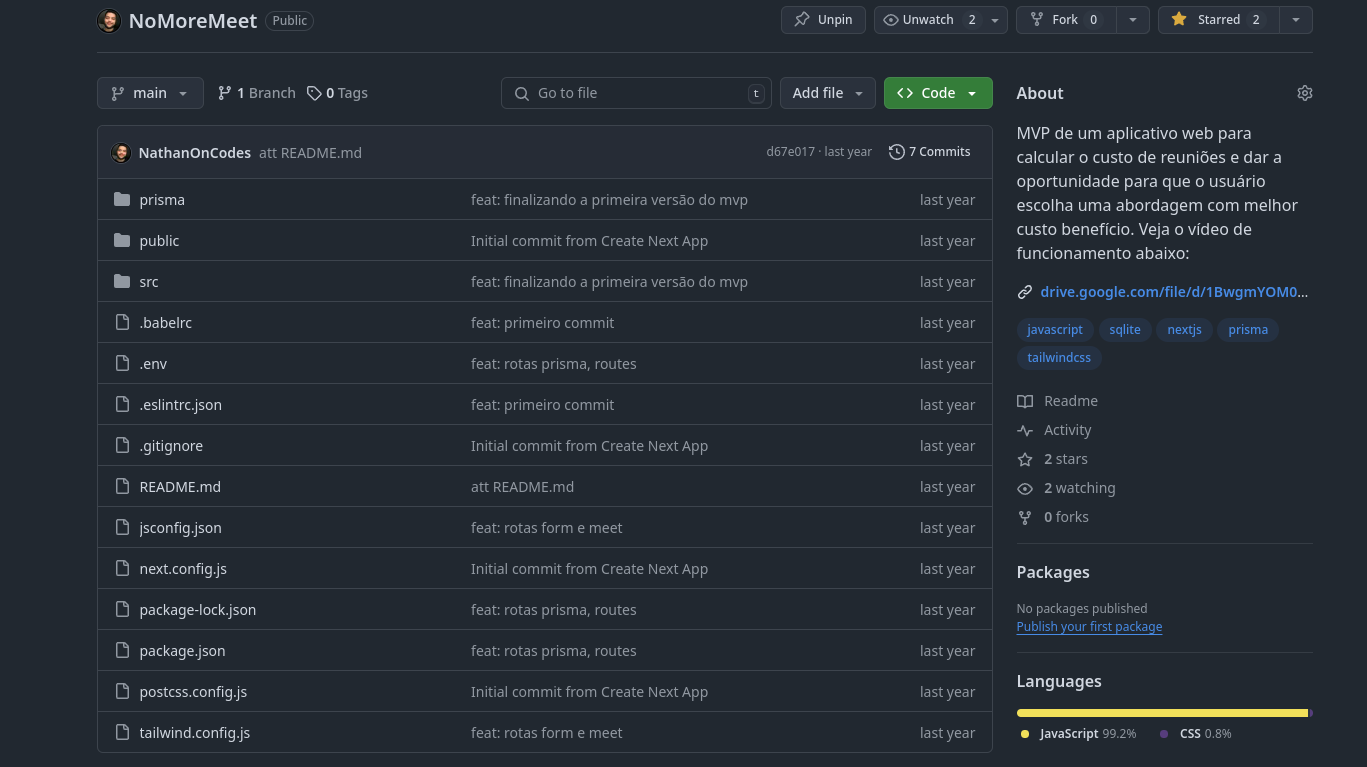 NoMoreMeet Public Unpin Unwatch 2 Fork 0 Starred 2
main 1 Branch 0 Tags Go to file t Add file Code
NathanOnCodes att README.md d67e017 · last year 7 Commits
prisma feat: finalizando a primeira versão do mvp last year
public Initial commit from Create Next App last year
src feat: finalizando a primeira versão do mvp last year
.babelrc feat: primeiro commit last year
.env feat: rotas prisma, routes last year
.eslintrc.json feat: primeiro commit last year
.gitignore Initial commit from Create Next App last year
README.md att README.md last year
jsconfig.json feat: rotas form e meet last year
next.config.js Initial commit from Create Next App last year
package-lock.json feat: rotas prisma, routes last year
package.json feat: rotas prisma, routes last year
postcss.config.js Initial commit from Create Next App last year
tailwind.config.js feat: rotas form e meet last year
About
MVP de um aplicativo web para
calcular o custo de reuniões e dar a
oportunidade para que o usuário
escolha uma abordagem com melhor
custo benefício. Veja o vídeo de
funcionamento abaixo:
drive.google.com/file/d/1BwgmYOM0...
javascript sqlite nextjs prisma
tailwindcss
Readme
Activity
2 stars
2 watching
0 forks
Packages
No packages published
Publish your first package
Languages
JavaScript 99.2% CSS 0.8%